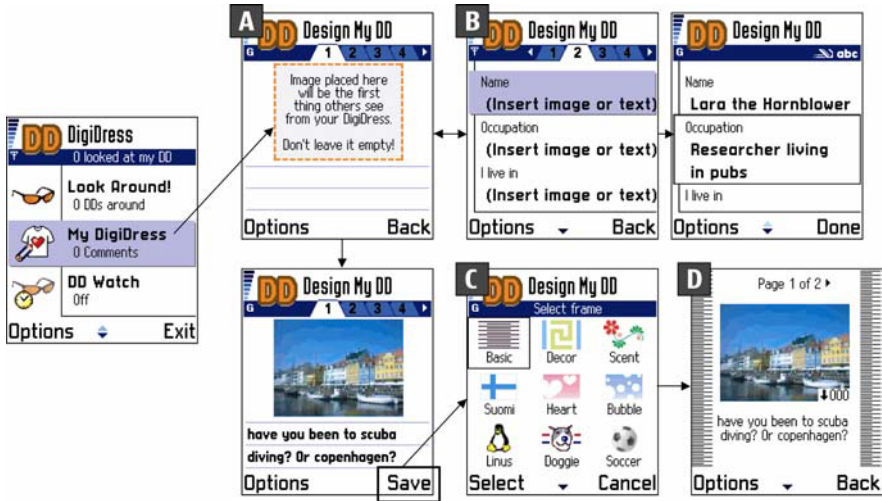 DD DigiDress
0 looked at my DD
Look Around!
0 DDs around
My DigiDress
0 Comments
DD Watch
Off
Options
Exit
A
DD Design My DD
G
1 2 3 4
Image placed here
will be the first
thing others see
from your DigiDress.
Don't leave it empty!
Options
Back
B
DD Design My DD
1 2 3 4
Name
(Insert image or text)
Occupation
(Insert image or text)
I live in
(Insert image or text)
Options
Back
DD Design My DD
G
abc
Name
Lara the Hornblower
Occupation
Researcher living
in pubs
I live in
Options
Done
DD Design My DD
G
1 2 3 4
have you been to scuba
diving? Or copenhagen?
Options
Save
C
DD Design My DD
G
Select frame
Basic
Decor
Scent
Suomi
Heart
Bubble
Linus
Doggie
Soccer
Select
Cancel
D
Page 1 of 2
000
have you been to scuba
diving? Or copenhagen?
Options
Back